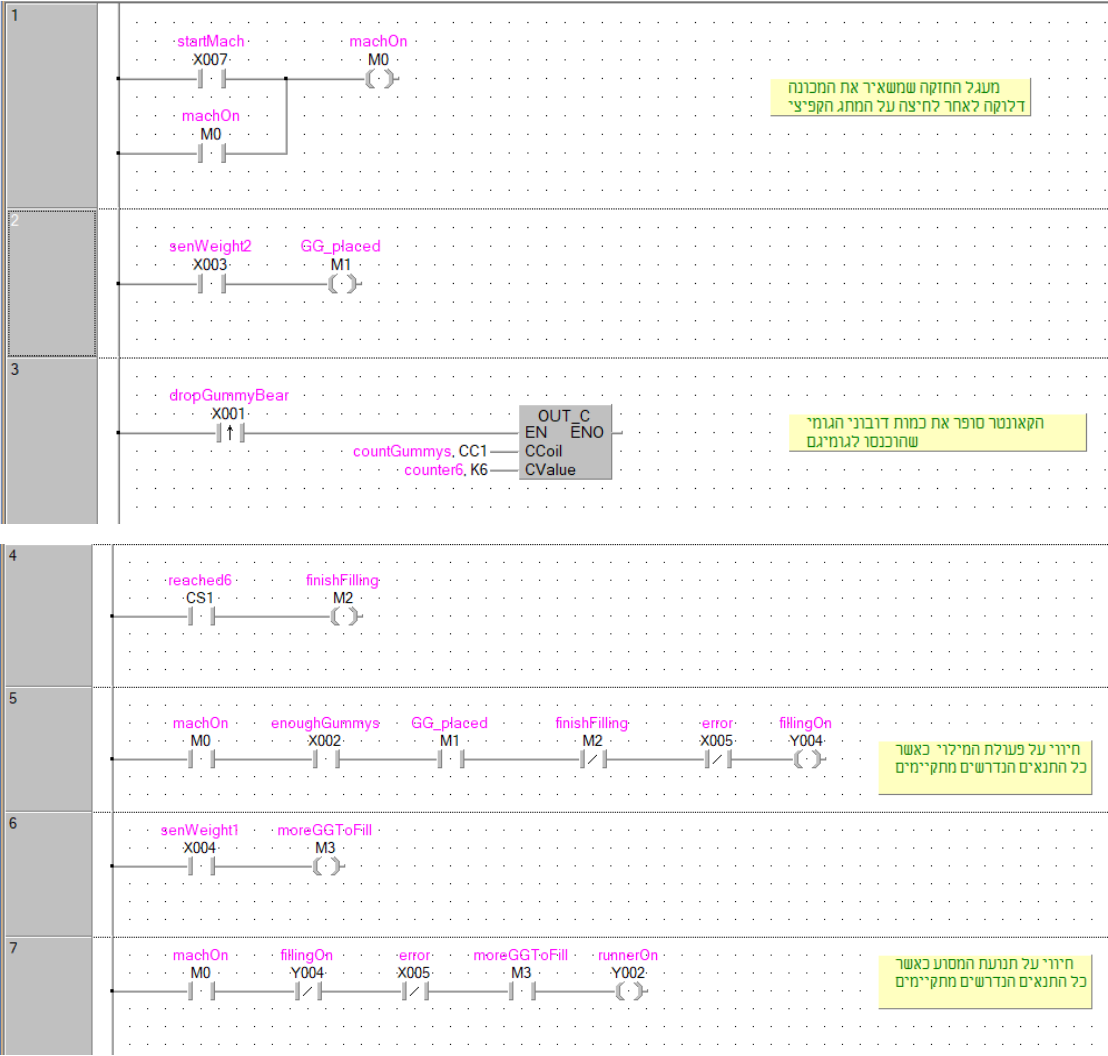 1
startMach machOn
X007 M0
מעגל החזקה שמשאיר את המכונה
דלוקה לאחר לחיצה על המתג הקפיצי
machOn
M0
2
senWeight2 GG_placed
X003 M1
3
dropGummyBear
X001
OUT_C
EN ENO
countGummys, CC1 CCoil
counter6, K6 CValue
הקאונטר סופר את כמות דובוני הגומי
שהוכנסו לגומיגם
4
reached6 finishFilling
CS1 M2
5
machOn enoughGummys GG_placed finishFilling error fillingOn
M0 X002 M1 M2 X005 Y004
חיווי על פעולת המילוי כאשר
כל התנאים הנדרשים מתקיימים
6
senWeight1 moreGGToFill
X004 M3
7
machOn fillingOn error moreGGToFill runnerOn
M0 Y004 X005 M3 Y002
חיווי על תנועת המסוע כאשר
כל התנאים הנדרשים מתקיימים